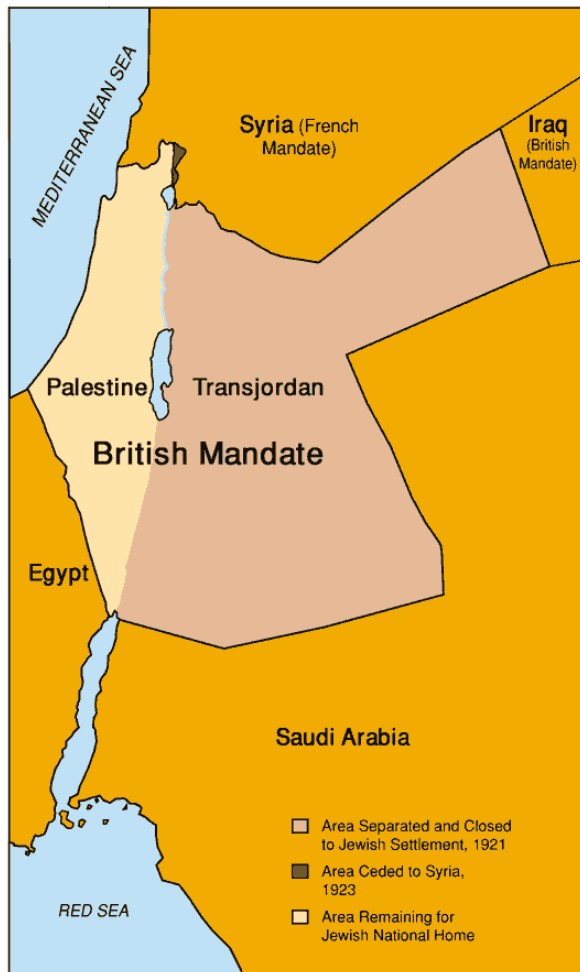 MEDITERRANEAN SEA
Syria (French
Mandate)
Iraq
(British
Mandate)
Palestine
Transjordan
British Mandate
Egypt
Saudi Arabia
Area Separated and Closed
to Jewish Settlement, 1921
Area Ceded to Syria,
1923
Area Remaining for
Jewish National Home
RED SEA